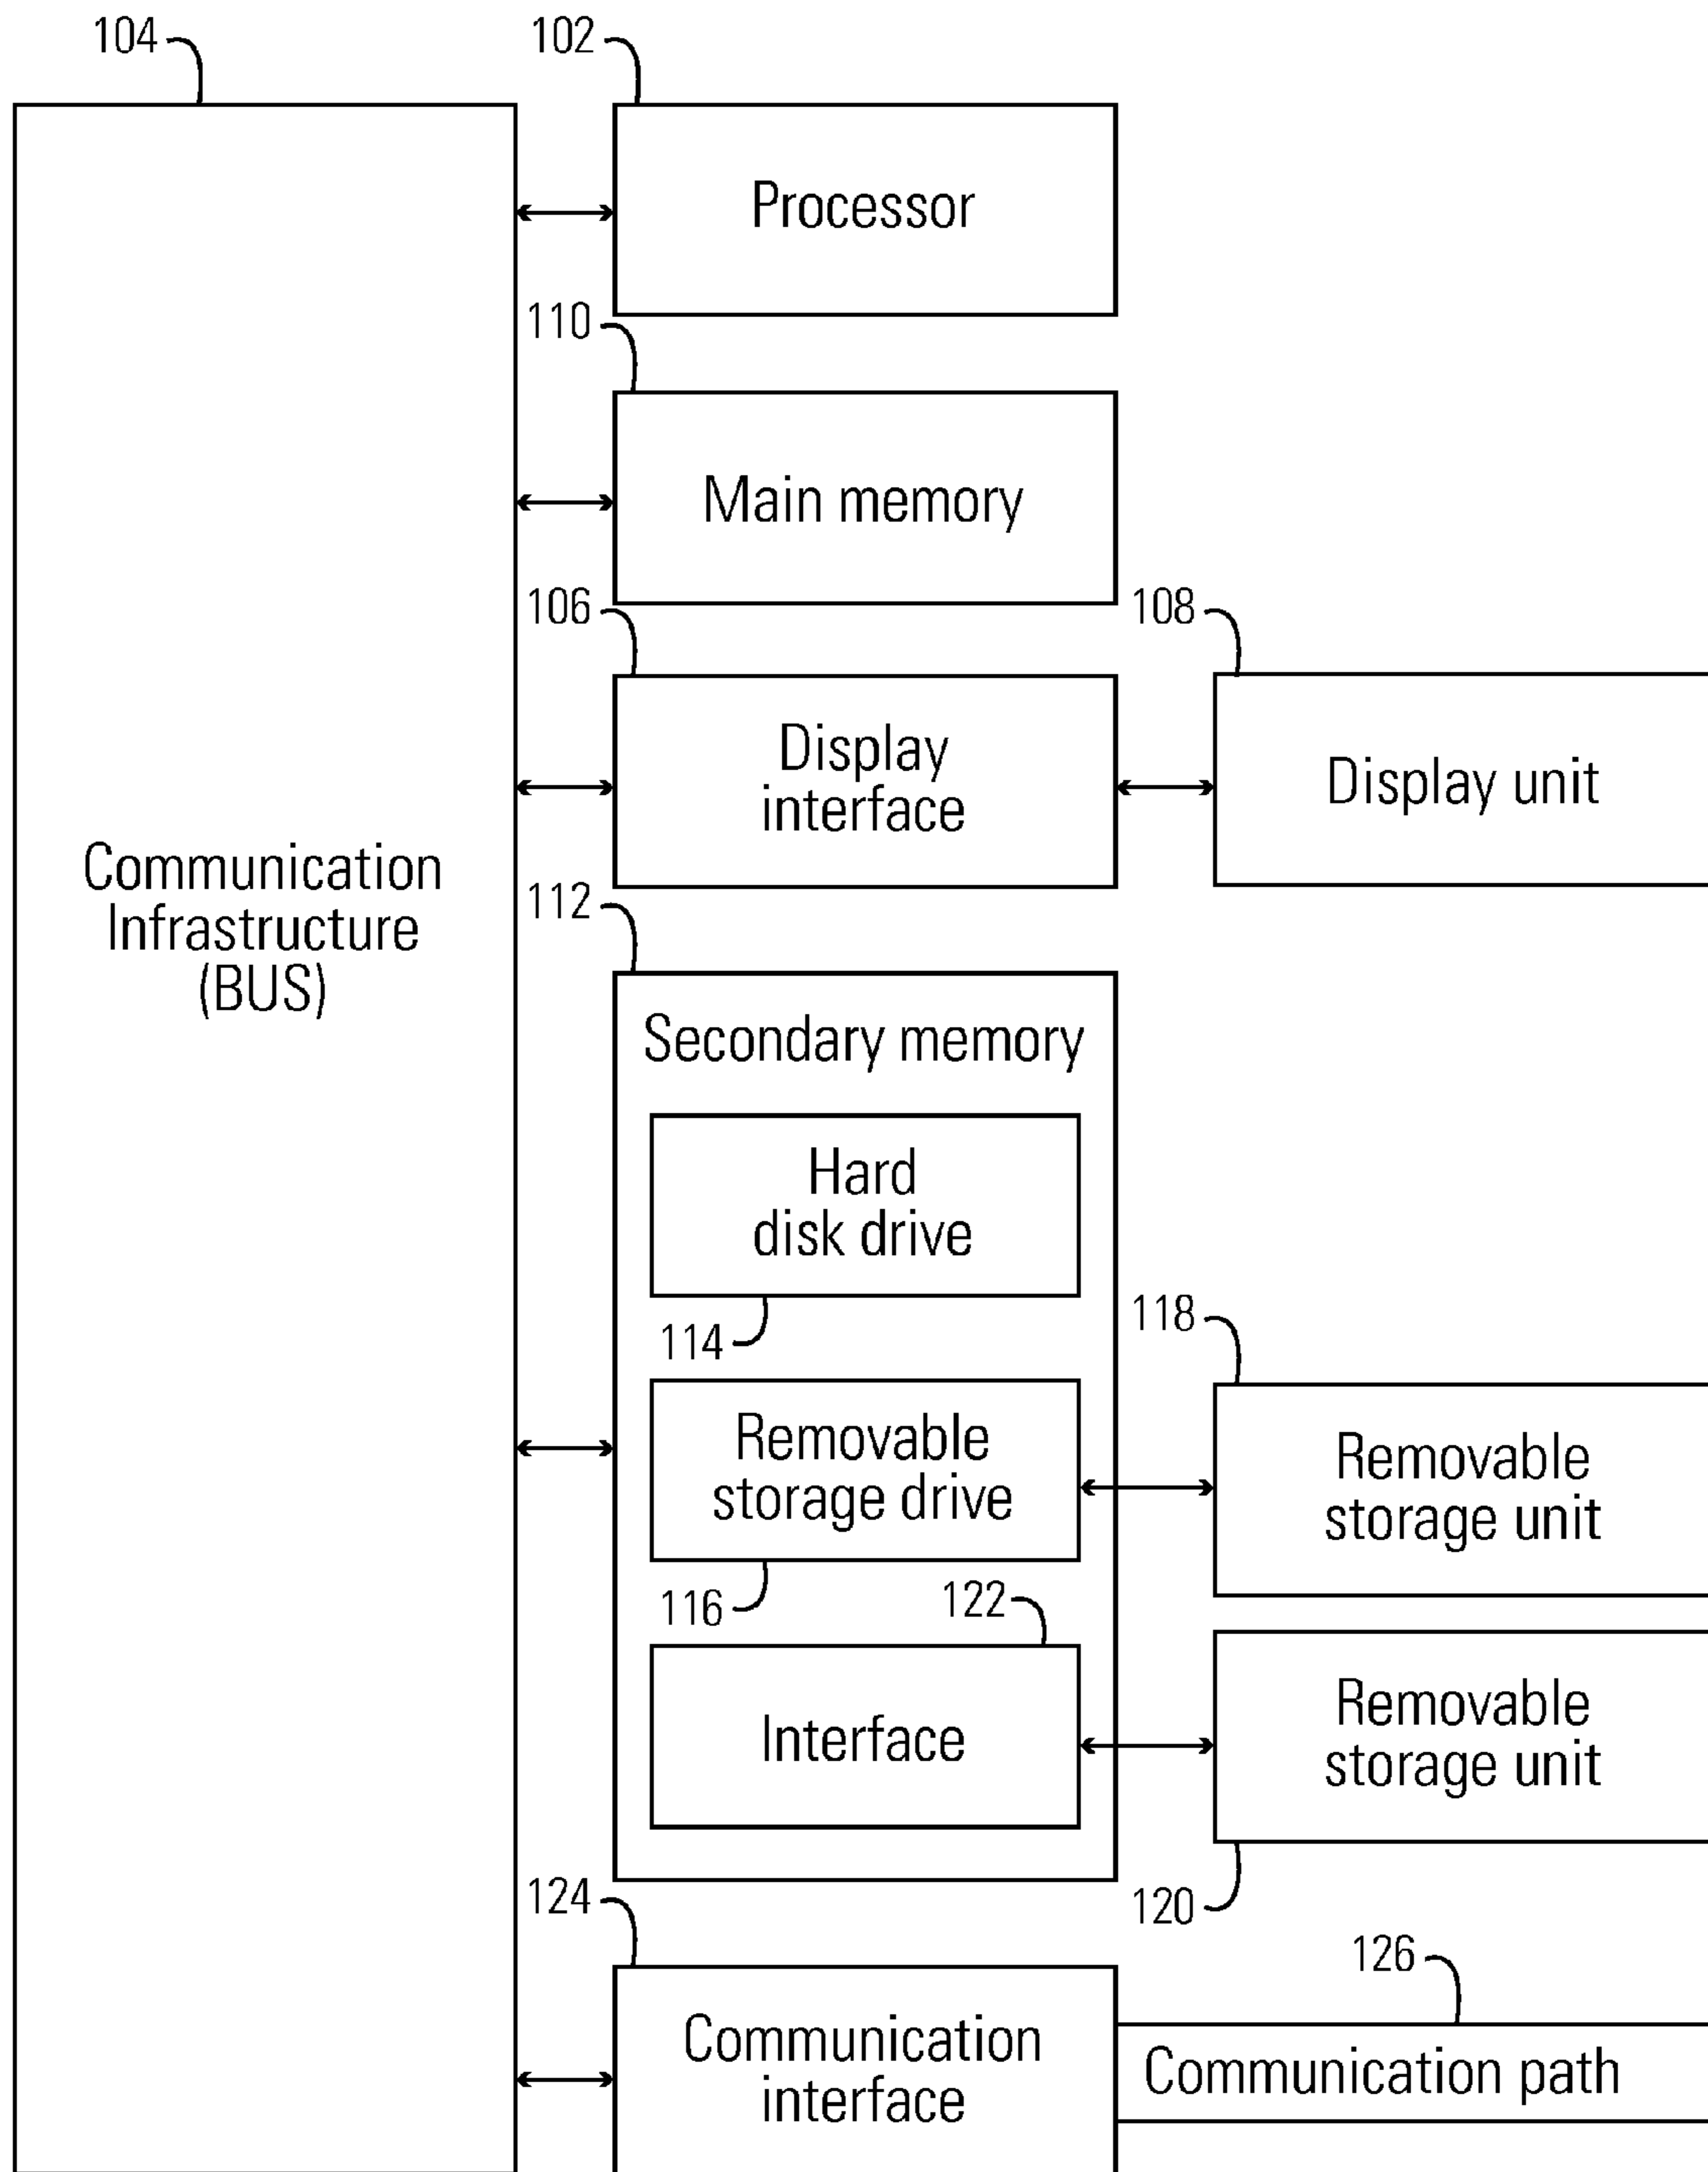 104
102
Processor
110
Main memory
106
108
Display
interface
Display unit
Communication
Infrastructure
(BUS)
112
Secondary memory
Hard
disk drive
114
118
Removable
storage drive
Removable
storage unit
116
122
Interface
Removable
storage unit
124
120
126
Communication
interface
Communication path